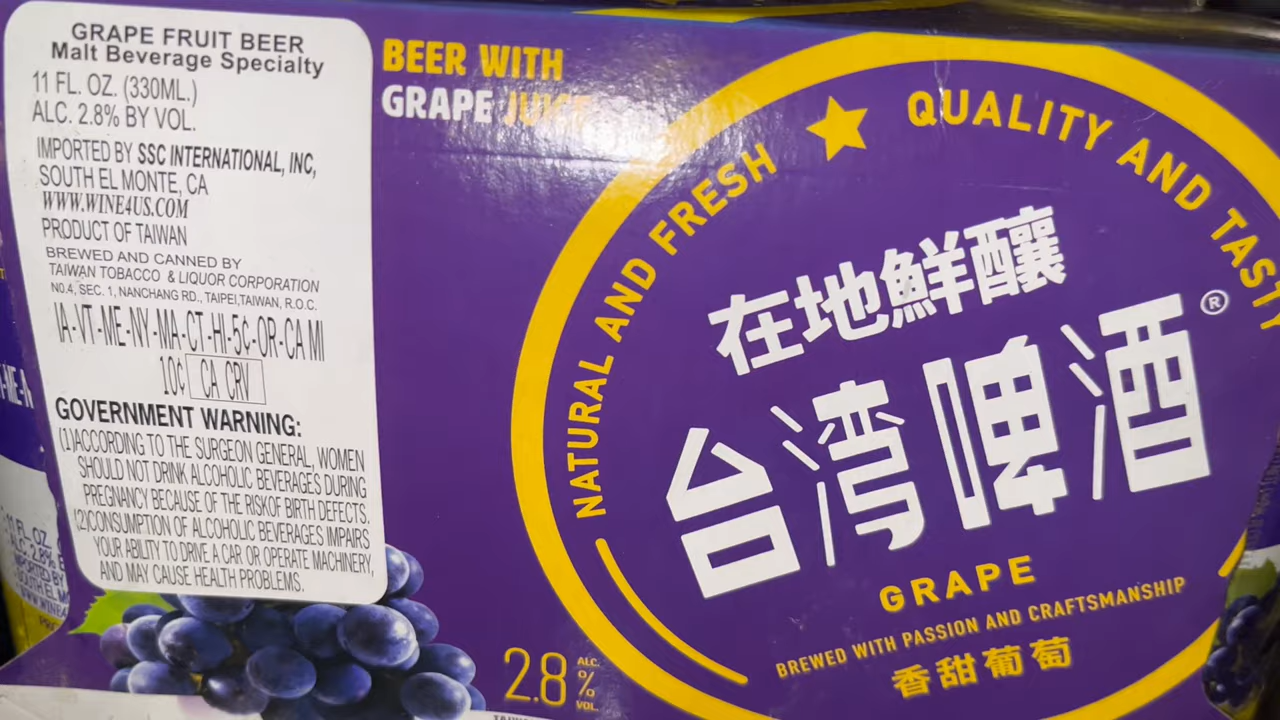 GRAPE FRUIT BEER
Malt Beverage Specialty
11 FL. OZ. (330ML.)
ALC. 2.8% BY VOL.
IMPORTED BY SSC INTERNATIONAL, INC,
SOUTH EL MONTE, CA
WWW.WINE4US.COM
PRODUCT OF TAIWAN
BREWED AND CANNED BY
TAIWAN TOBACCO & LIQUOR CORPORATION
No.4, SEC. 1, NANCHANG RD., TAIPEI,TAIWAN, R.O.C.
IA-VT-ME-NY-MA-CT-HI-5¢-OR-CA MI
10¢ CA CRV
GOVERNMENT WARNING:
(1)ACCORDING TO THE SURGEON GENERAL, WOMEN
SHOULD NOT DRINK ALCOHOLIC BEVERAGES DURING
PREGNANCY BECAUSE OF THE RISKOF BIRTH DEFECTS.
(2)CONSUMPTION OF ALCOHOLIC BEVERAGES IMPAIRS
YOUR ABILITY TO DRIVE A CAR OR OPERATE MACHINERY,
AND MAY CAUSE HEALTH PROBLEMS.
BEER WITH
GRAPE JUICE
NATURAL AND FRESH ★ QUALITY AND TASTY
在地鮮釀
台湾啤酒®
GRAPE
BREWED WITH PASSION AND CRAFTSMANSHIP
香甜葡萄
2.8% ALC. VOL.